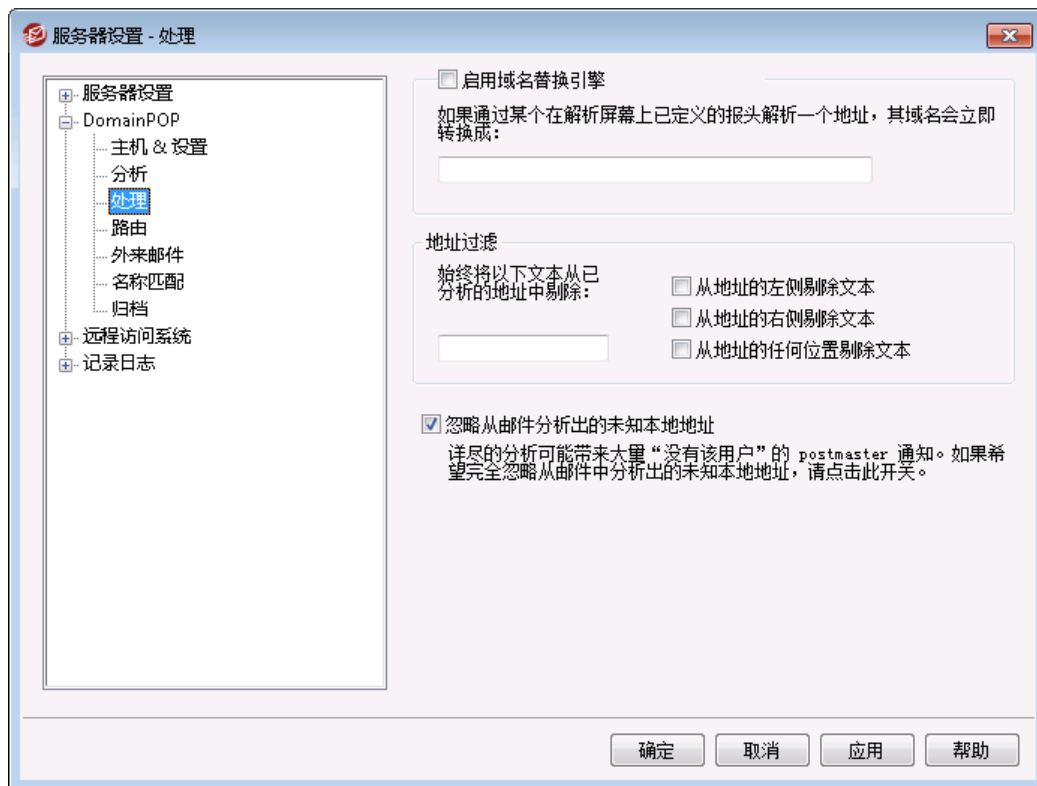 服务器设置 - 处理
服务器设置
DomainPOP
主机 & 设置
分析
处理
路由
外来邮件
名称匹配
归档
远程访问系统
记录日志
启用域名替换引擎
如果通过某个在解析屏幕上已定义的报头解析一个地址，其域名会立即
转换成：
地址过滤
始终将以下文本从已
分析的地址中剔除：
从地址的左侧剔除文本
从地址的右侧剔除文本
从地址的任何位置剔除文本
忽略从邮件分析出的未知本地地址
详尽的分析可能带来大量“没有该用户”的 postmaster 通知。如果希
望完全忽略从邮件中分析出的未知本地地址，请点击此开关。
确定
取消
应用
帮助